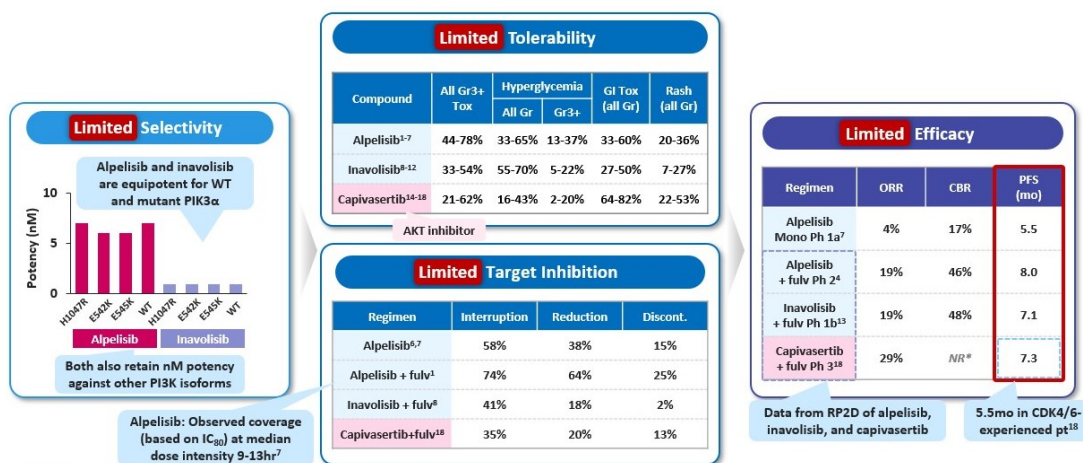 Limited Selectivity
Alpelisib and inavolisib
are equipotent for WT
and mutant PIK3α
10
5
0
Potency (nM)
H1047R
E542K
E545K
WT
H1047R
E542K
E545K
WT
Alpelisib
Inavolisib
Both also retain nM potency
against other PI3K isoforms
Limited Tolerability
Compound
All Gr3+
Tox
Hyperglycemia
All Gr
Gr3+
GI Tox
(all Gr)
Rash
(all Gr)
Alpelisib1-7 44-78% 33-65% 13-37% 33-60% 20-36%
Inavolisib8-12 33-54% 55-70% 5-22% 27-50% 7-27%
Capivasertib14-18 21-62% 16-43% 2-20% 64-82% 22-53%
AKT inhibitor
Limited Target Inhibition
Regimen Interruption Reduction Discont.
Alpelisib6,7 58% 38% 15%
Alpelisib + fulv1 74% 64% 25%
Inavolisib + fulv8 41% 18% 2%
Capivasertib+fulv18 35% 20% 13%
Alpelisib: Observed coverage
(based on IC80) at median
dose intensity 9-13hr7
Limited Efficacy
Regimen ORR CBR PFS
(mo)
Alpelisib
Mono Ph 1a7 4% 17% 5.5
Alpelisib
+ fulv Ph 24 19% 46% 8.0
Inavolisib
+ fulv Ph 1b13 19% 48% 7.1
Capivasertib
+ fulv Ph 318 29% NR* 7.3
Data from RP2D of alpelisib,
inavolisib, and capivasertib
5.5mo in CDK4/6-
experienced pt18